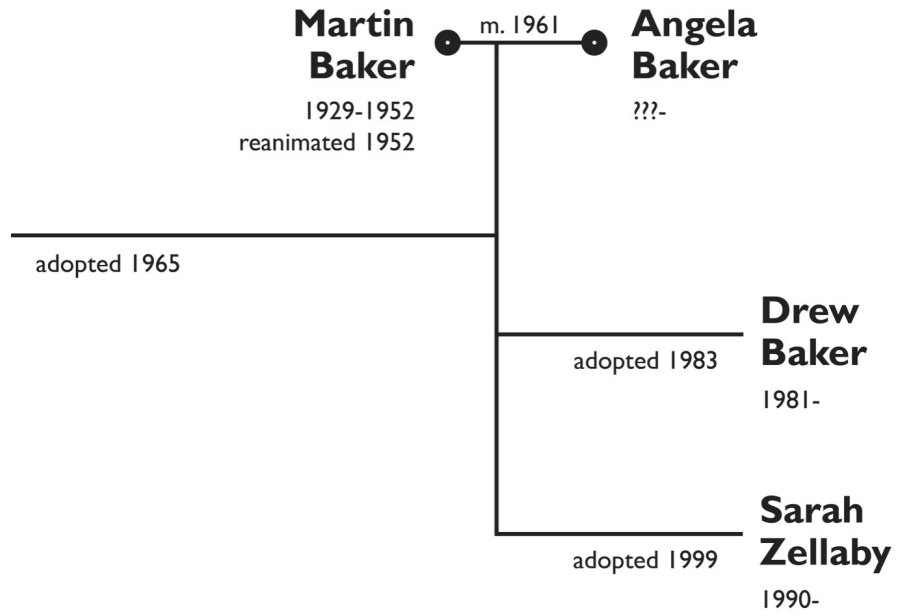 Martin
Baker
1929-1952
reanimated 1952
m. 1961
Angela
Baker
???-
adopted 1965
adopted 1983
Drew
Baker
1981-
adopted 1999
Sarah
Zellaby
1990-